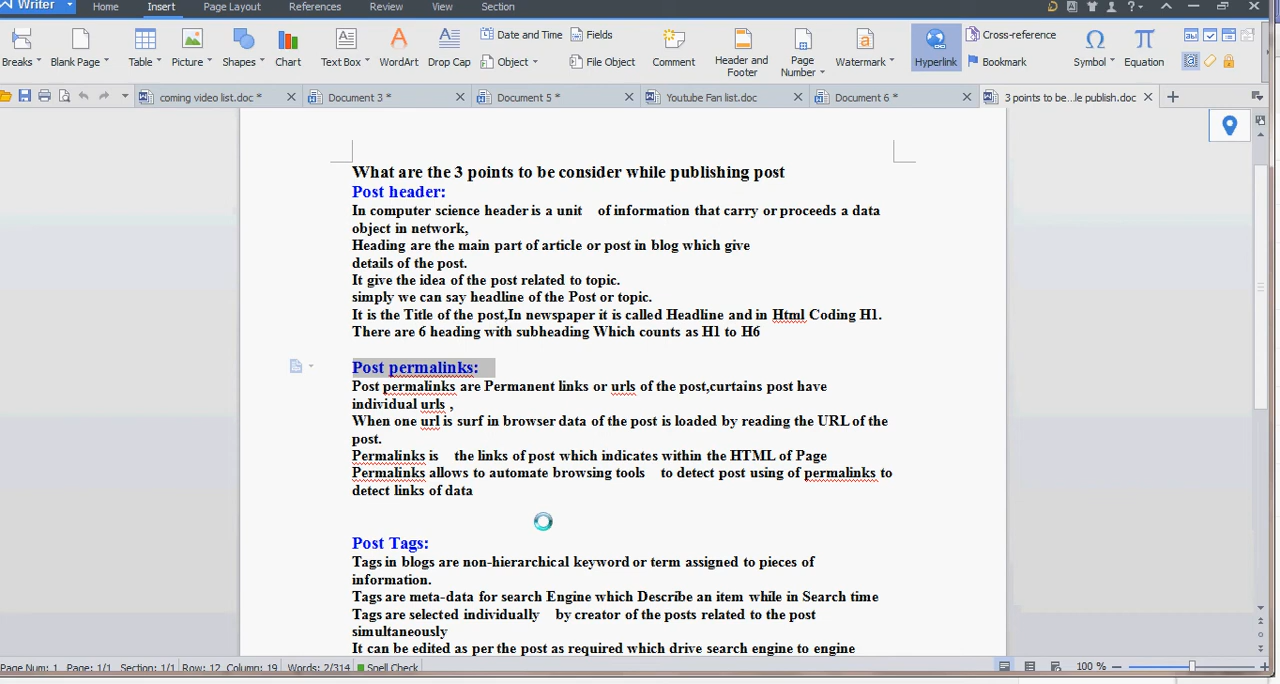 Writer
Home Insert Page Layout References Review View Section
Breaks Blank Page Table Picture Shapes Chart Text Box WordArt Drop Cap Date and Time Object Fields File Object Comment Header and Footer Page Number Watermark Hyperlink Cross-reference Bookmark Symbol Equation
coming video list.doc * Document 3 * Document 5 * Youtube Fan list.doc Document 6 * 3 points to be...le publish.doc
What are the 3 points to be consider while publishing post
Post header:
In computer science header is a unit of information that carry or proceeds a data
object in network,
Heading are the main part of article or post in blog which give
details of the post.
It give the idea of the post related to topic.
simply we can say headline of the Post or topic.
It is the Title of the post,In newspaper it is called Headline and in Html Coding H1.
There are 6 heading with subheading Which counts as H1 to H6
Post permalinks:
Post permalinks are Permanent links or urls of the post,curtains post have
individual urls ,
When one url is surf in browser data of the post is loaded by reading the URL of the
post.
Permalinks is the links of post which indicates within the HTML of Page
Permalinks allows to automate browsing tools to detect post using of permalinks to
detect links of data
Post Tags:
Tags in blogs are non-hierarchical keyword or term assigned to pieces of
information.
Tags are meta-data for search Engine which Describe an item while in Search time
Tags are selected individually by creator of the posts related to the post
simultaneously
It can be edited as per the post as required which drive search engine to engine
Page Num: 1 Page: 1/1 Section: 1/1 Row: 12 Column: 19 Words: 2/314 Spell Check 100 %